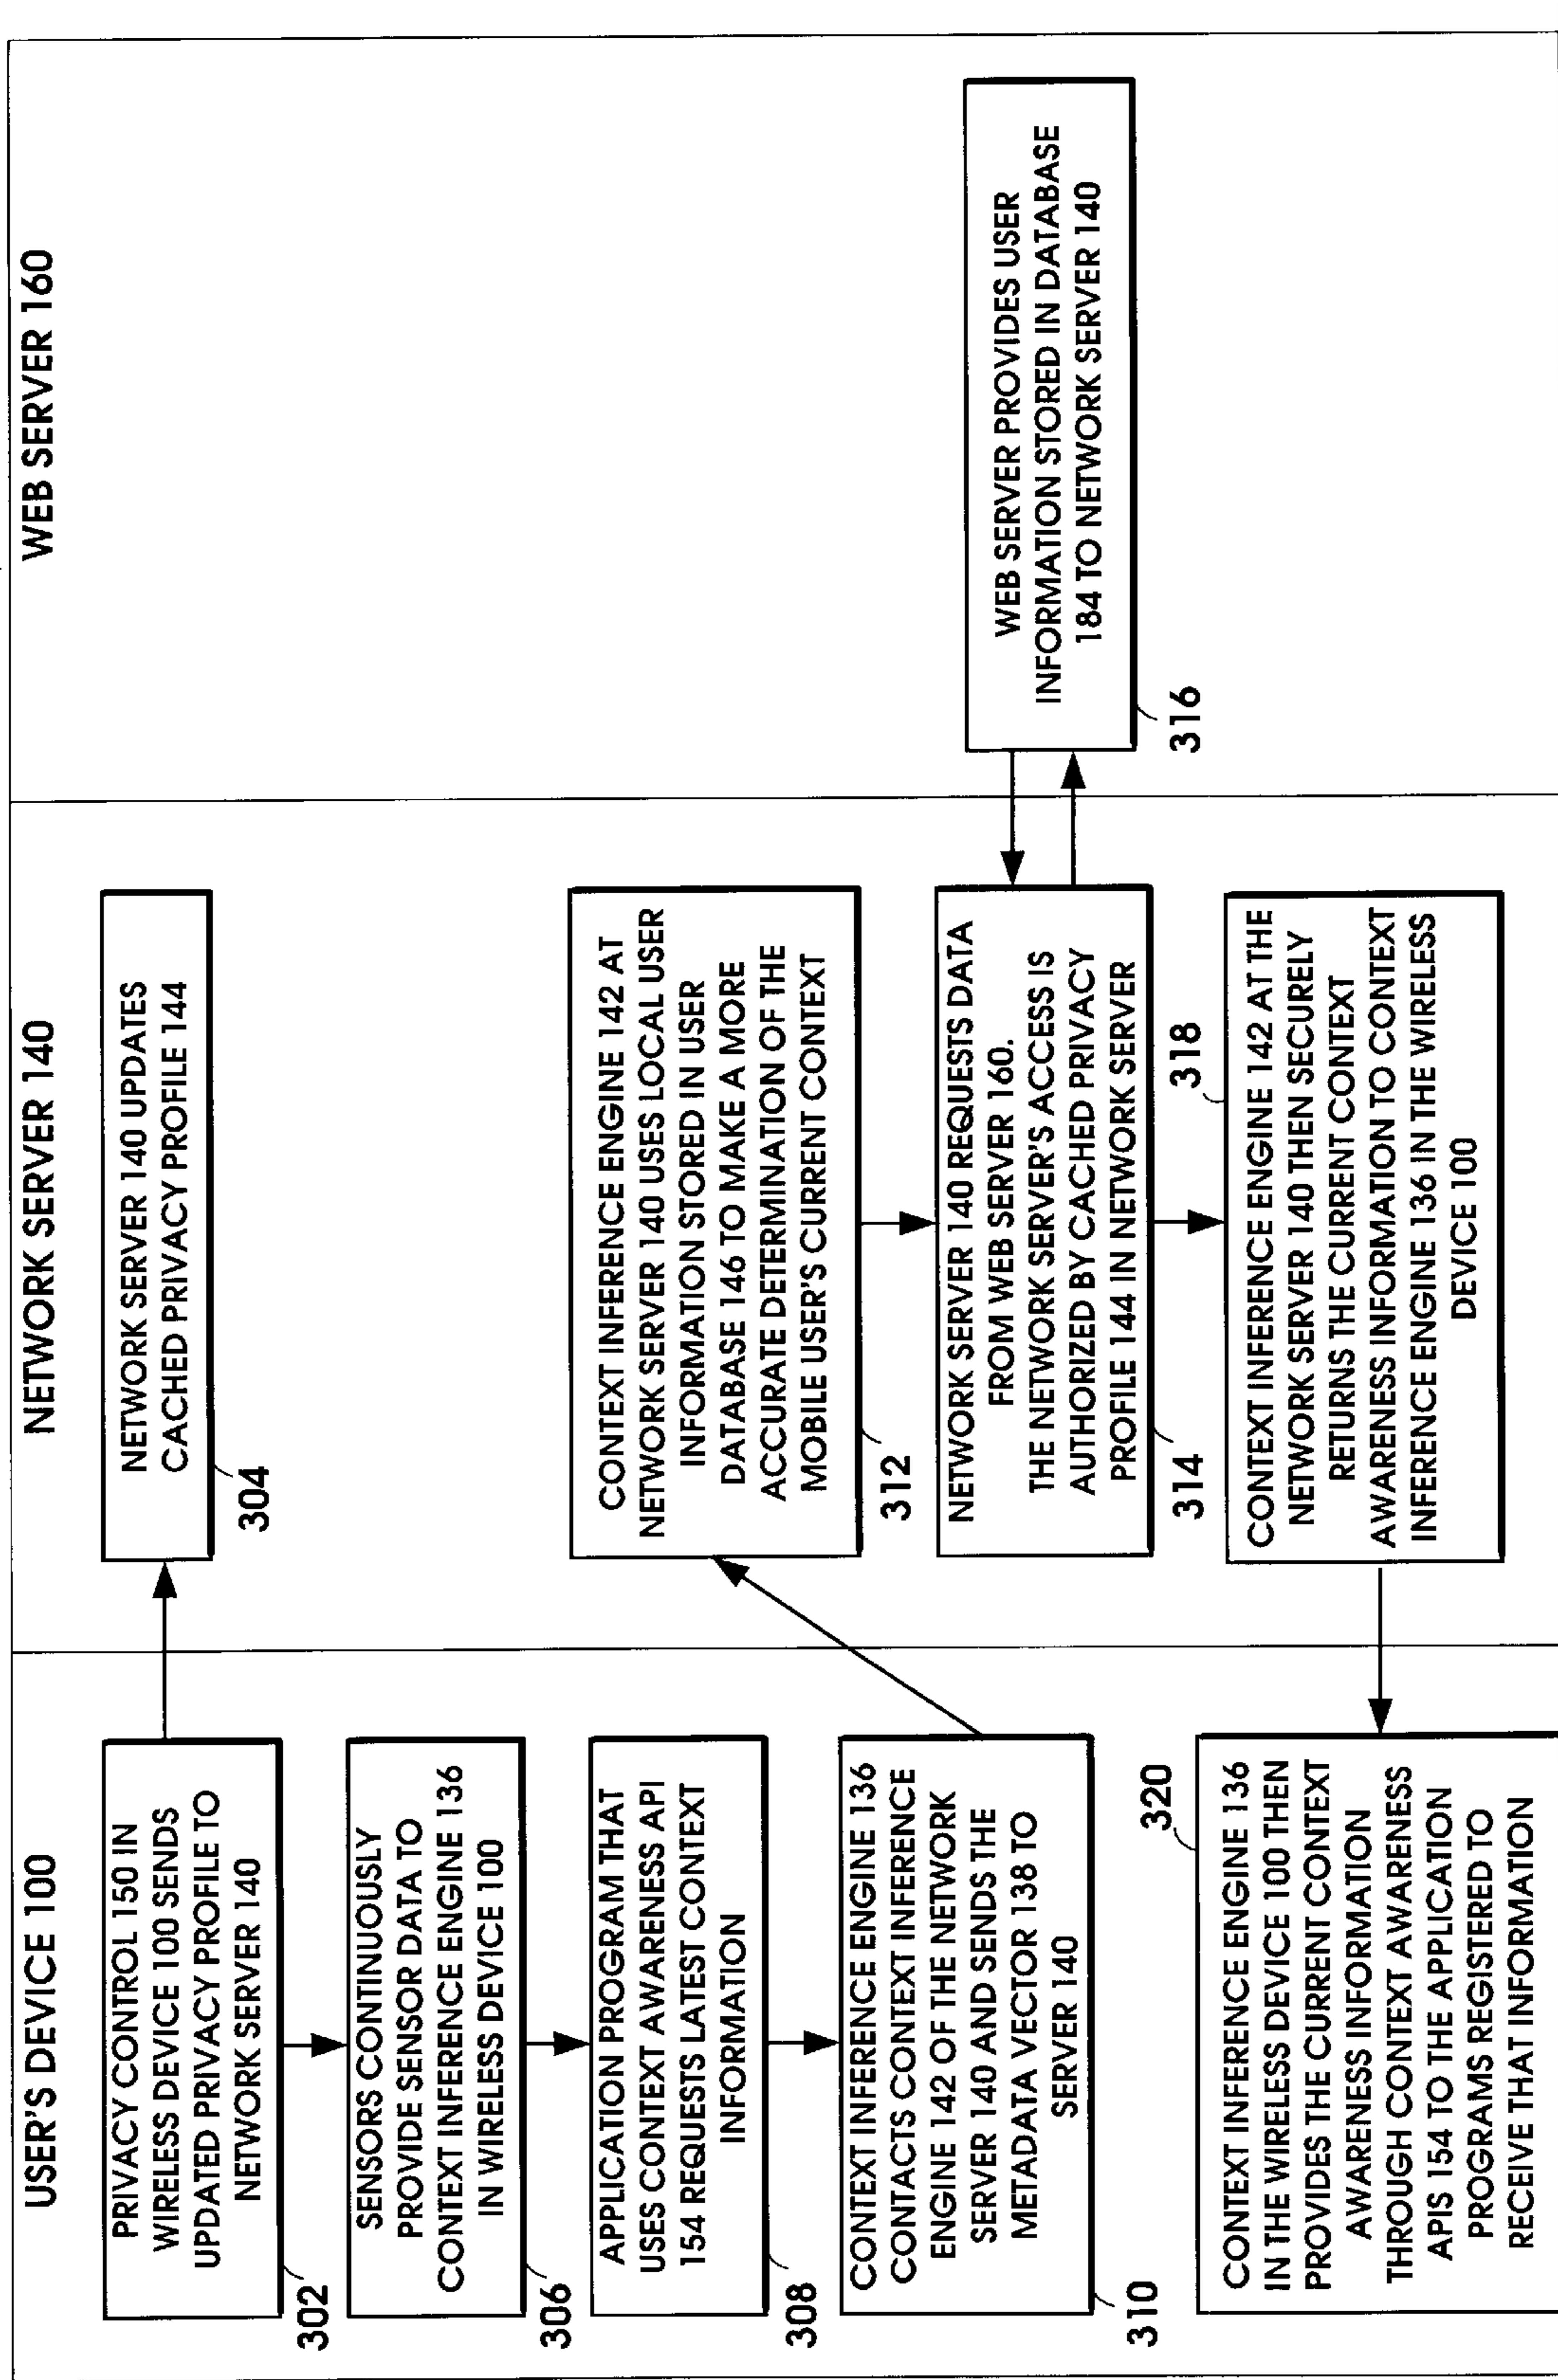 USER'S DEVICE 100
PRIVACY CONTROL 150 IN
WIRELESS DEVICE 100 SENDS
UPDATED PRIVACY PROFILE TO
NETWORK SERVER 140
302
SENSORS CONTINUOUSLY
PROVIDE SENSOR DATA TO
CONTEXT INFERENCE ENGINE 136
IN WIRELESS DEVICE 100
306
APPLICATION PROGRAM THAT
USES CONTEXT AWARENESS API
154 REQUESTS LATEST CONTEXT
INFORMATION
308
CONTEXT INFERENCE ENGINE 136
CONTACTS CONTEXT INFERENCE
ENGINE 142 OF THE NETWORK
SERVER 140 AND SENDS THE
METADATA VECTOR 138 TO
SERVER 140
310
320
CONTEXT INFERENCE ENGINE 136
IN THE WIRELESS DEVICE 100 THEN
PROVIDES THE CURRENT CONTEXT
AWARENESS INFORMATION
THROUGH CONTEXT AWARENESS
APIS 154 TO THE APPLICATION
PROGRAMS REGISTERED TO
RECEIVE THAT INFORMATION
NETWORK SERVER 140
NETWORK SERVER 140 UPDATES
CACHED PRIVACY PROFILE 144
304
CONTEXT INFERENCE ENGINE 142 AT
NETWORK SERVER 140 USES LOCAL USER
INFORMATION STORED IN USER
DATABASE 146 TO MAKE A MORE
ACCURATE DETERMINATION OF THE
MOBILE USER'S CURRENT CONTEXT
312
NETWORK SERVER 140 REQUESTS DATA
FROM WEB SERVER 160.
THE NETWORK SERVER'S ACCESS IS
AUTHORIZED BY CACHED PRIVACY
PROFILE 144 IN NETWORK SERVER
314
318
CONTEXT INFERENCE ENGINE 142 AT THE
NETWORK SERVER 140 THEN SECURELY
RETURNS THE CURRENT CONTEXT
AWARENESS INFORMATION TO CONTEXT
INFERENCE ENGINE 136 IN THE WIRELESS
DEVICE 100
WEB SERVER 160
WEB SERVER PROVIDES USER
INFORMATION STORED IN DATABASE
184 TO NETWORK SERVER 140
316